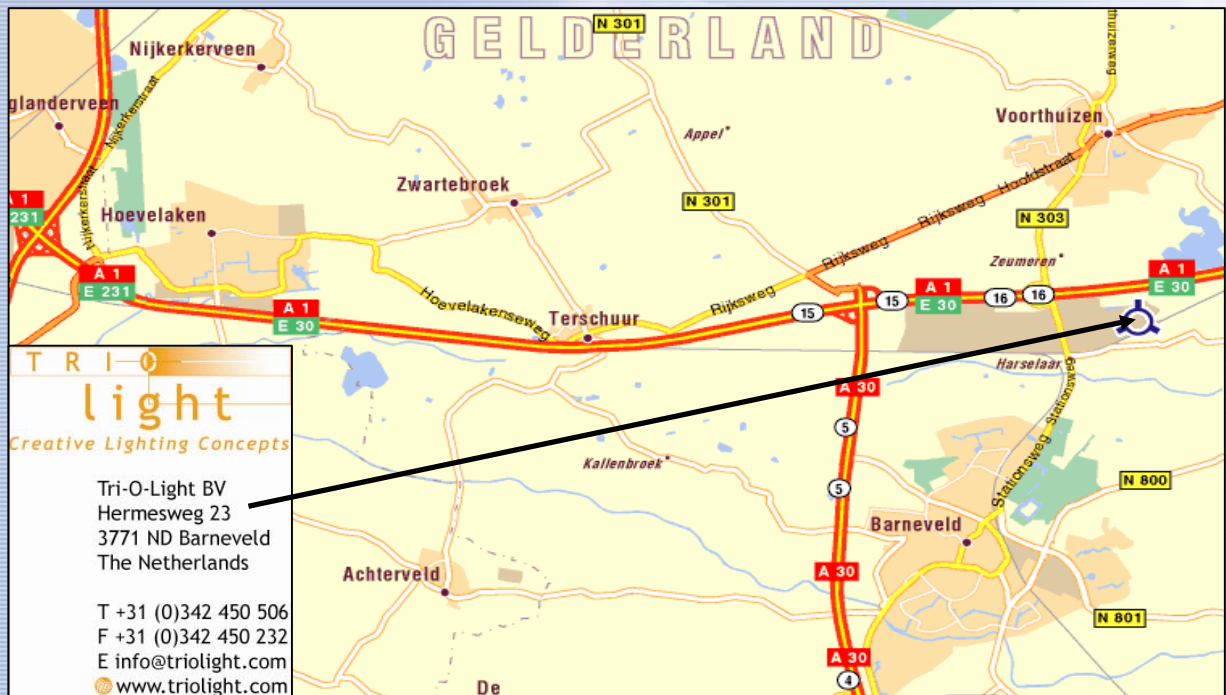 GELDERLAND
N 301
Nijkerkerveen
Nijkerkerstraat
glanderveen
thuizerweg
Voorthuizen
Appel
Hoofdstraat
Zwartebroek
N 301
Rijksweg
N 303
Nijkerkerstraat
A 1
231
Hoevelaken
Nijkerkerstraat
Rijksweg
Zeumeren
A 1
E 231
A 1
E 30
A 1
E 30
A 1
E 30
Hoevelakenseweg
Terschuur
Rijksweg
15
15
16
16
Harselaar
Stationsweg
A 30
5
Kallenbroek
5
Stationsweg
N 800
Barneveld
Achterveld
A 30
N 801
A 30
4
De
TRIO
light
Creative Lighting Concepts
Tri-O-Light BV
Hermesweg 23
3771 ND Barneveld
The Netherlands
T +31 (0)342 450 506
F +31 (0)342 450 232
E info@triolight.com
www.triolight.com